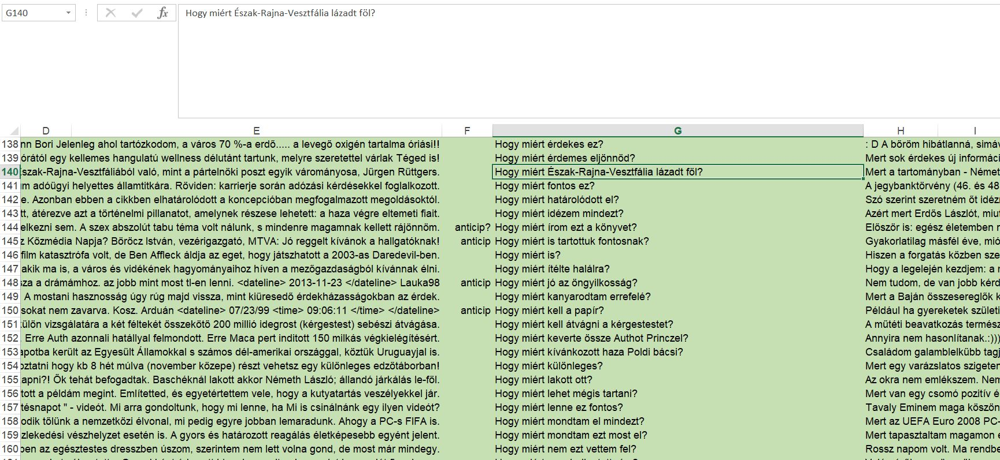 G140
fx
Hogy miért Észak-Rajna-Vesztfália lázadt föl?
D E F G H I
138 nn Bori Jelenleg ahol tartózkodom, a város 70 %-a erdő..... a levegő oxigén tartalma óriási!! Hogy miért érdekes ez? : D A bőröm hibátlanná, simáv
139 órától egy kellemes hangulatú wellness délutánt tartunk, melyre szeretettel várlak Téged is! Hogy miért érdemes eljönnöd? Mert sok érdekes új informáci
140 Észak-Rajna-Vesztfáliából való, mint a pártelnöki poszt egyik várományosa, Jürgen Rüttgers. Hogy miért Észak-Rajna-Vesztfália lázadt föl? Mert a tartományban - Német
141 um adóügyi helyettes államtitkára. Röviden: karrierje során adózási kérdésekkel foglalkozott. Hogy miért fontos ez? A jegybanktörvény (46. és 48
142 e. Azonban ebben a cikkben elhatárolódott a koncepcióban megfogalmazott megoldásoktól. Hogy miért határolódott el? Szó szerint szeretném őt idéz
143 tt, átérezve azt a történelmi pillanatot, amelynek részese lehetett: a haza végre eltemeti fiait. Hogy miért idézem mindezt? Azért mert Erdős Lászlót, miut
144 elkezni sem. A szex abszolút tabu téma volt nálunk, s mindenre magamnak kellett rájönnöm. anticip? Hogy miért írom ezt a könyvet? Először is: egész életemben
145 z Közmédia Napja? Böröcz István, vezérigazgató, MTVA: Jó reggelt kívánok a hallgatóknak! anticip Hogy miért is tartottuk fontosnak? Gyakorlatilag másfél éve, mió
146 film katasztrófa volt, de Ben Affleck áldja az eget, hogy játszhatott a 2003-as Daredevil-ben. Hogy miért is? Hiszen a forgatás közben sze
147 akik ma is, a város és vidékének hagyományaihoz híven a mezőgazdaságból kívánnak élni. Hogy miért ítélte halálra? Hogy a legelején kezdjem: a
148 sza a drámámhoz. az jobb mint most tl-en lenni. <dateline> 2013-11-23 </dateline> Lauka98 anticip Hogy miért jó az öngyilkosság? Nem tudom, de van jobb kérd
149 A mostani hasznosság úgy rúg majd vissza, mint kiüresedő érdekházasságokban az érdek. Hogy miért kanyarodtam errefelé? Mert a Baján összesereglők k
150 sokat nem zavarva. Kosz. Arduán <dateline> 07/23/99 <time> 09:06:11 </time> </dateline> anticip Hogy miért kell a papír? Például ha gyereketek születi
151 külön vizsgálatára a két féltekét összekötő 200 millió idegrost (kérgestest) sebészi átvágása. Hogy miért kell átvágni a kérgestestet? A műtéti beavatkozás termész
152 . Erre Auth azonnali hatállyal felmondott. Erre Maca pert inditott 150 milkás végkielégítésért. Hogy miért keverte össze Authot Princzel? Annyira nem hasonlítanak.:)))
153 apotba került az Egyesült Államokkal s számos dél-amerikai országgal, köztük Uruguayjal is. Hogy miért kívánkozott haza Poldi bácsi? Családom galamblelkűbb tagj
154 oztatni hogy kb 8 hét múlva (november közepe) részt vehetsz egy különleges edzőtáborban! Hogy miért különleges? Mert egy varázslatos szigeten
155 apni?! Ők tehát befogadtak. Baschéknál lakott akkor Németh László; állandó járkálás le-föl. Hogy miért lakott ott? Az okra nem emlékszem. Nem
156 tott a példám megint. Említetted, és egyetértettem vele, hogy a kutyatartás veszélyekkel jár. Hogy miért lehet mégis tartani? Mert van egy csomó pozitív é
157 tésnapot " - videót. Mi arra gondoltunk, hogy mi lenne, ha Mi is csinálnánk egy ilyen videót? Hogy miért lenne ez fontos? Tavaly Eminem maga köszön
158 odik tőlünk a nemzetközi élvonal, mi pedig egyre jobban lemaradunk. Ahogy a PC-s FIFA is. Hogy miért mondtam el mindezt? Mert az UEFA Euro 2008 PC-
159 zlekedési vészhelyzet esetén is. A gyors és határozott reagálás életképesebb egyént jelent. Hogy miért mondtam ezt most el? Mert tapasztaltam magamon é
160 ben az egésztestes dresszben úszom, szerintem nem lett volna gond, de most már mindegy. Hogy miért nem ezt vettem fel? Rossz napom volt. Ma rendbe